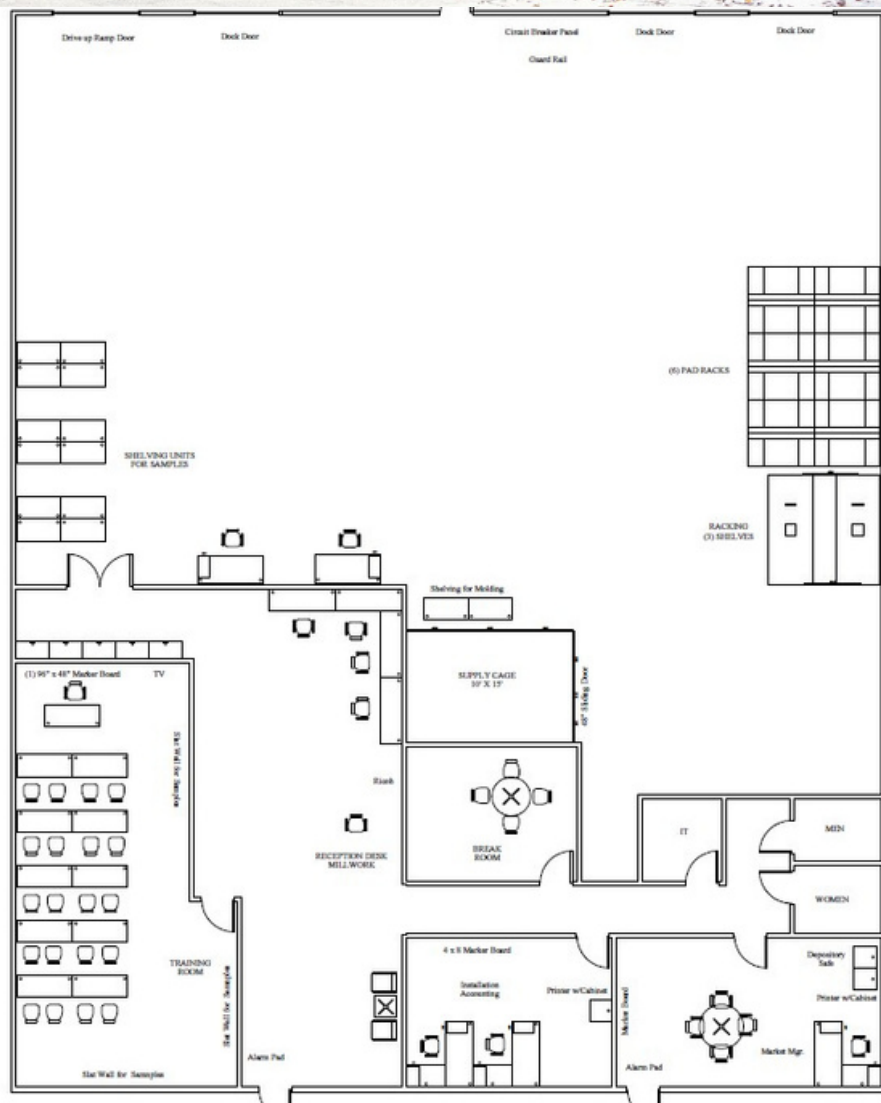 Drive up Ramp Door
Dock Door
Circuit Breaker Panel
Dock Door
Dock Door
Guard Rail
(6) PAD RACKS
SHELVING UNITS
FOR SAMPLES
RACKING
(3) SHELVES
Shelving for Molding
(1) 96" x 48" Marker Board
TV
SUPPLY CAGE
10' X 15'
48" Sliding Door
Slat Wall for Samples
Ricoh
BREAK
ROOM
IT
MEN
RECEPTION DESK
MILLWORK
WOMEN
4 x 8 Marker Board
TRAINING
ROOM
Depository
Safe
Installation
Accounting
Printer w/Cabinet
Printer w/Cabinet
Slat Wall for Samples
Marker Board
Market Mgr.
Alarm Pad
Alarm Pad
Slat Wall for Samples